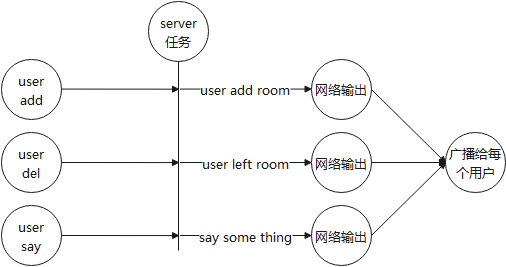 server
任务
user
add
user add room
网络输出
user
del
user left room
网络输出
广播给每
个用户
user
say
say some thing
网络输出